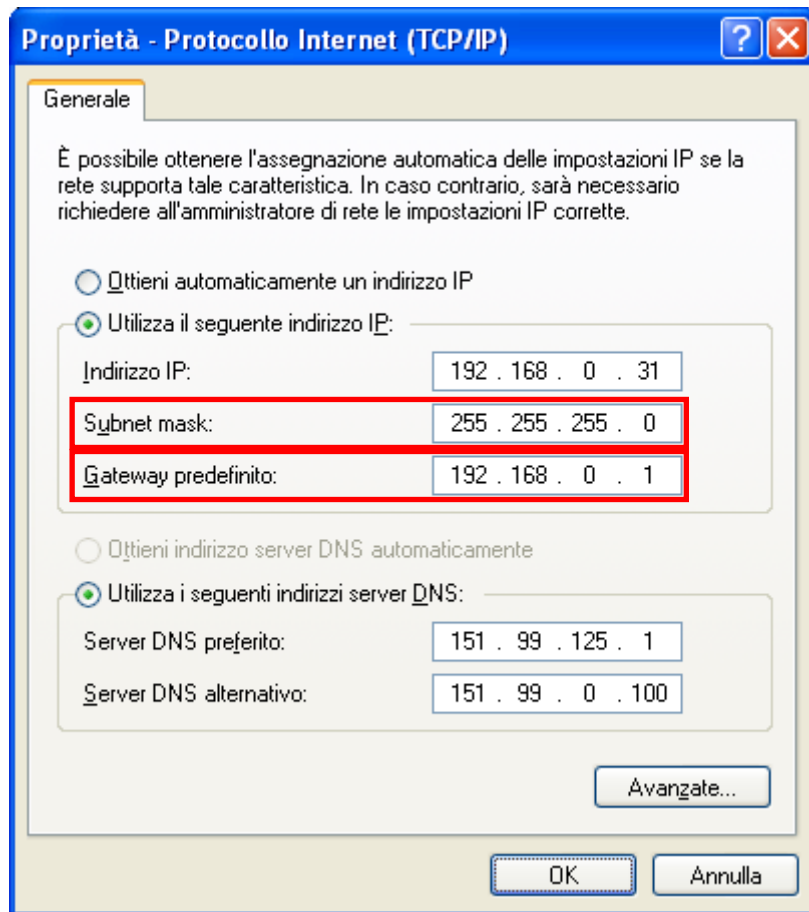 Proprietà - Protocollo Internet (TCP/IP)
Generale
È possibile ottenere l'assegnazione automatica delle impostazioni IP se la
rete supporta tale caratteristica. In caso contrario, sarà necessario
richiedere all'amministratore di rete le impostazioni IP corrette.
Ottieni automaticamente un indirizzo IP
Utilizza il seguente indirizzo IP:
Indirizzo IP: 192 . 168 . 0 . 31
Subnet mask: 255 . 255 . 255 . 0
Gateway predefinito: 192 . 168 . 0 . 1
Ottieni indirizzo server DNS automaticamente
Utilizza i seguenti indirizzi server DNS:
Server DNS preferito: 151 . 99 . 125 . 1
Server DNS alternativo: 151 . 99 . 0 . 100
Avanzate...
OK Annulla